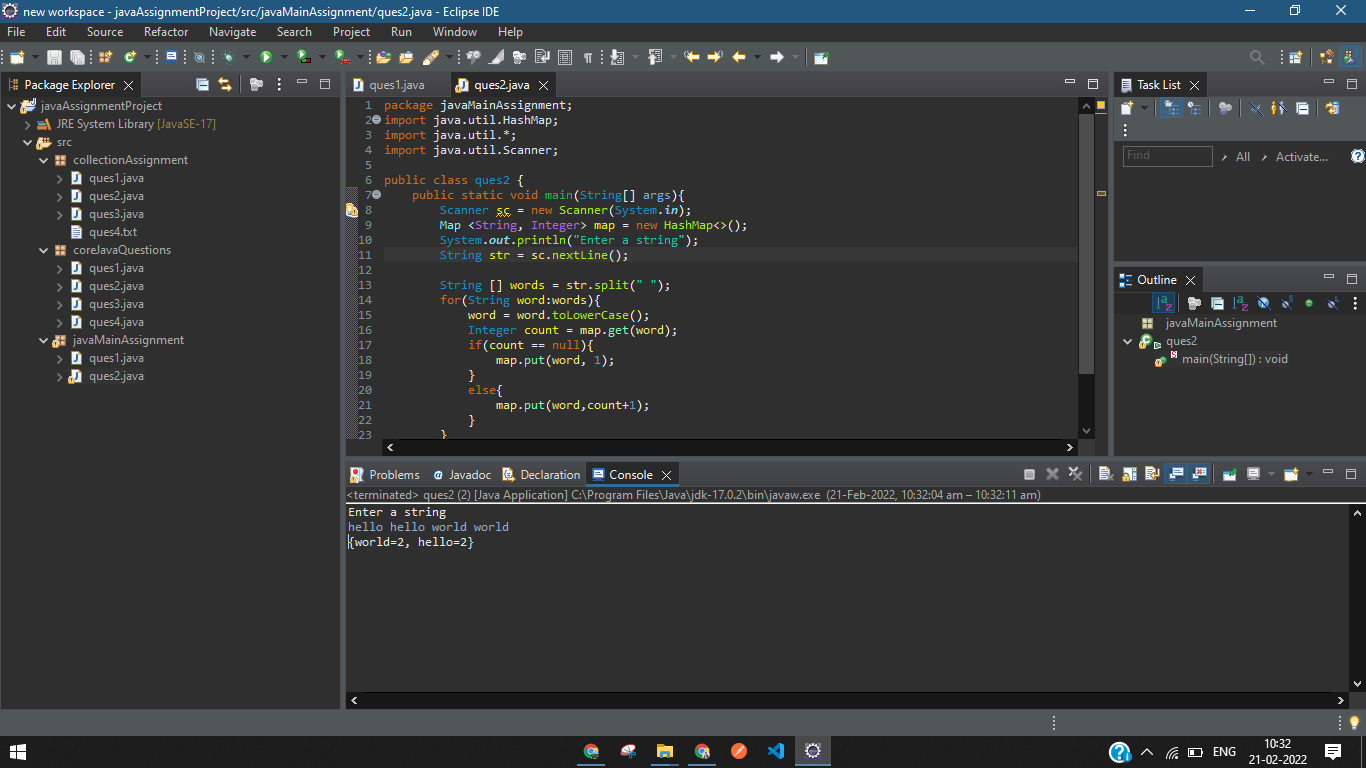 new workspace - javaAssignmentProject/src/javaMainAssignment/ques2.java - Eclipse IDE
File Edit Source Refactor Navigate Search Project Run Window Help
Package Explorer
javaAssignmentProject
JRE System Library [JavaSE-17]
src
collectionAssignment
ques1.java
ques2.java
ques3.java
ques4.txt
coreJavaQuestions
ques1.java
ques2.java
ques3.java
ques4.java
javaMainAssignment
ques1.java
ques2.java
ques1.java ques2.java
1 package javaMainAssignment;
2 import java.util.HashMap;
3 import java.util.*;
4 import java.util.Scanner;
5
6 public class ques2 {
7 public static void main(String[] args){
8 Scanner sc = new Scanner(System.in);
9 Map <String, Integer> map = new HashMap<>();
10 System.out.println("Enter a string");
11 String str = sc.nextLine();
12
13 String [] words = str.split(" ");
14 for(String word:words){
15 word = word.toLowerCase();
16 Integer count = map.get(word);
17 if(count == null){
18 map.put(word, 1);
19 }
20 else{
21 map.put(word,count+1);
22 }
23 }
Task List
Find All Activate...
Outline
javaMainAssignment
ques2
main(String[]) : void
Problems @ Javadoc Declaration Console
<terminated> ques2 (2) [Java Application] C:\Program Files\Java\jdk-17.0.2\bin\javaw.exe (21-Feb-2022, 10:32:04 am – 10:32:11 am)
Enter a string
hello hello world world
{world=2, hello=2}
ENG
10:32
21-02-2022